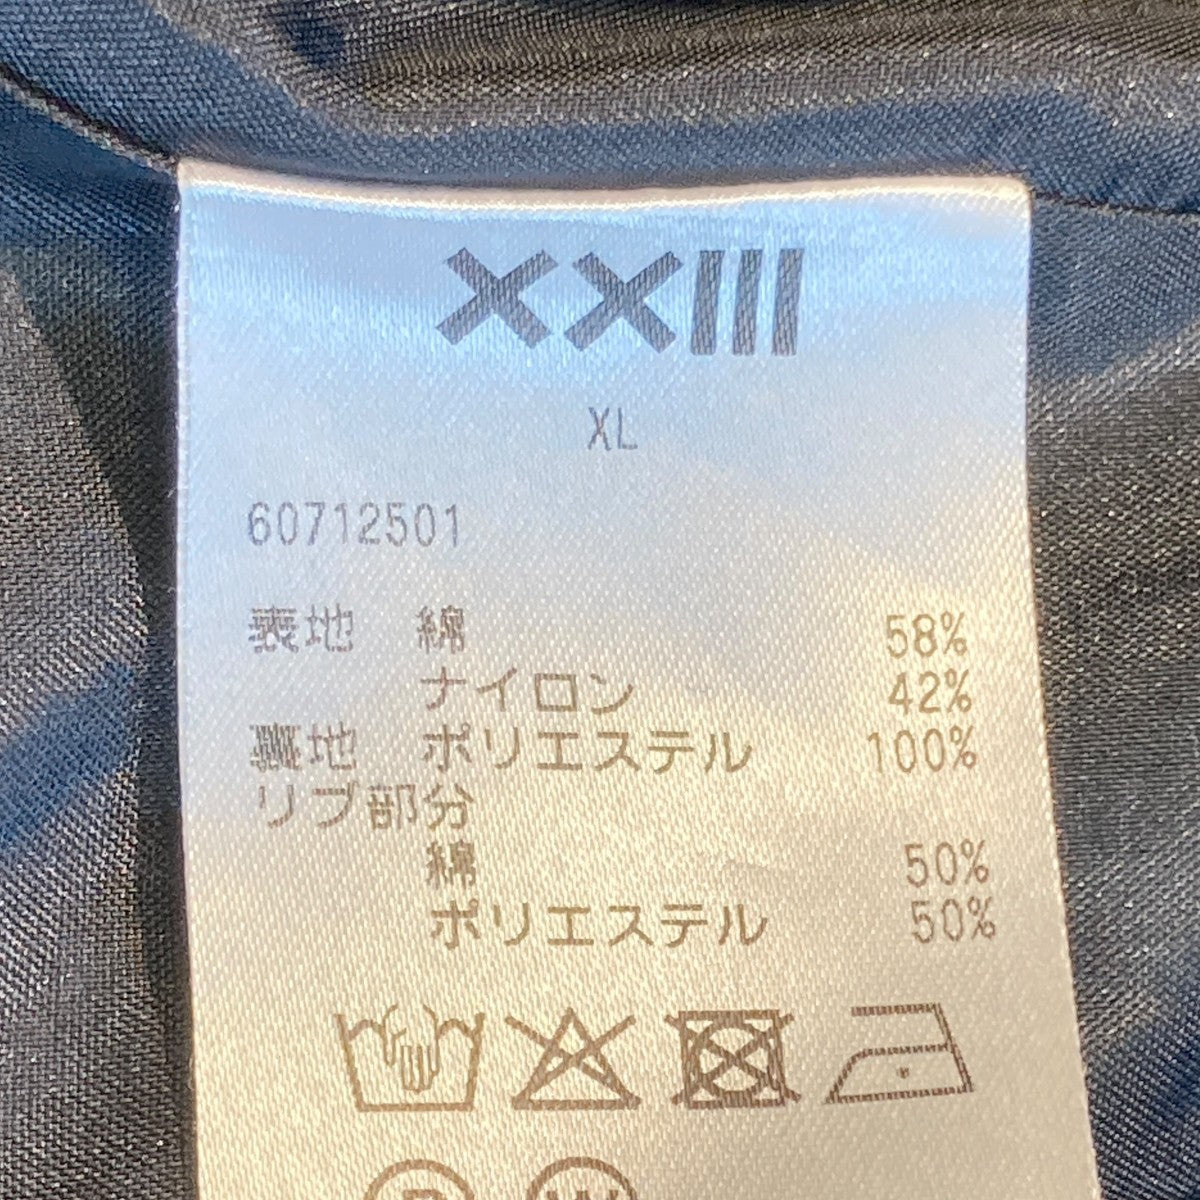 XXIII
XL
60712501
表地 綿 58%
ナイロン 42%
裏地 ポリエステル 100%
リブ部分
綿 50%
ポリエステル 50%